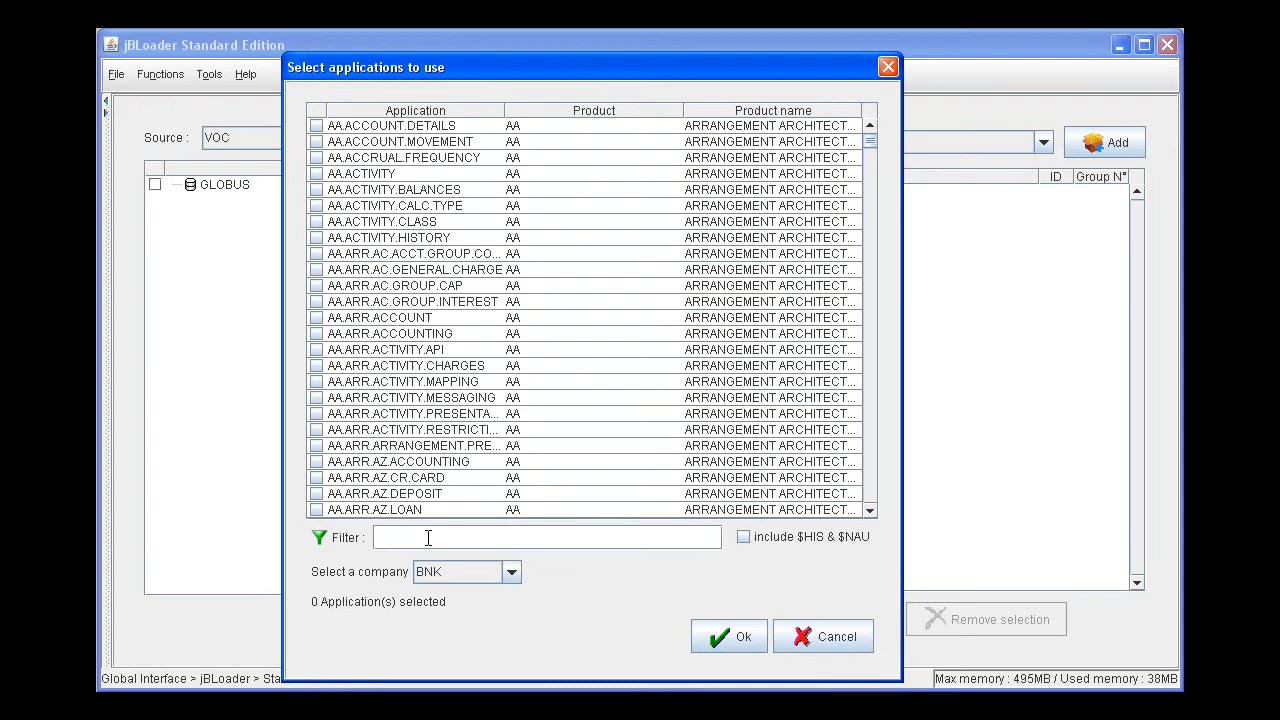 jBLoader Standard Edition
Select applications to use
File Functions Tools Help
Application Product Product name
Source : VOC
Add
ID Group N°
GLOBUS
AA.ACCOUNT.DETAILS AA ARRANGEMENT ARCHITECT...
AA.ACCOUNT.MOVEMENT AA ARRANGEMENT ARCHITECT...
AA.ACCRUAL.FREQUENCY AA ARRANGEMENT ARCHITECT...
AA.ACTIVITY AA ARRANGEMENT ARCHITECT...
AA.ACTIVITY.BALANCES AA ARRANGEMENT ARCHITECT...
AA.ACTIVITY.CALC.TYPE AA ARRANGEMENT ARCHITECT...
AA.ACTIVITY.CLASS AA ARRANGEMENT ARCHITECT...
AA.ACTIVITY.HISTORY AA ARRANGEMENT ARCHITECT...
AA.ARR.AC.ACCT.GROUP.CO... AA ARRANGEMENT ARCHITECT...
AA.ARR.AC.GENERAL.CHARGE AA ARRANGEMENT ARCHITECT...
AA.ARR.AC.GROUP.CAP AA ARRANGEMENT ARCHITECT...
AA.ARR.AC.GROUP.INTEREST AA ARRANGEMENT ARCHITECT...
AA.ARR.ACCOUNT AA ARRANGEMENT ARCHITECT...
AA.ARR.ACCOUNTING AA ARRANGEMENT ARCHITECT...
AA.ARR.ACTIVITY.API AA ARRANGEMENT ARCHITECT...
AA.ARR.ACTIVITY.CHARGES AA ARRANGEMENT ARCHITECT...
AA.ARR.ACTIVITY.MAPPING AA ARRANGEMENT ARCHITECT...
AA.ARR.ACTIVITY.MESSAGING AA ARRANGEMENT ARCHITECT...
AA.ARR.ACTIVITY.PRESENTA... AA ARRANGEMENT ARCHITECT...
AA.ARR.ACTIVITY.RESTRICTI... AA ARRANGEMENT ARCHITECT...
AA.ARR.ARRANGEMENT.PRE... AA ARRANGEMENT ARCHITECT...
AA.ARR.AZ.ACCOUNTING AA ARRANGEMENT ARCHITECT...
AA.ARR.AZ.CR.CARD AA ARRANGEMENT ARCHITECT...
AA.ARR.AZ.DEPOSIT AA ARRANGEMENT ARCHITECT...
AA.ARR.AZ.LOAN AA ARRANGEMENT ARCHITECT...
Filter : include $HIS & $NAU
Select a company BNK
0 Application(s) selected
Remove selection
Ok Cancel
Global Interface > jBLoader > Sta
Max memory : 495MB / Used memory : 38MB